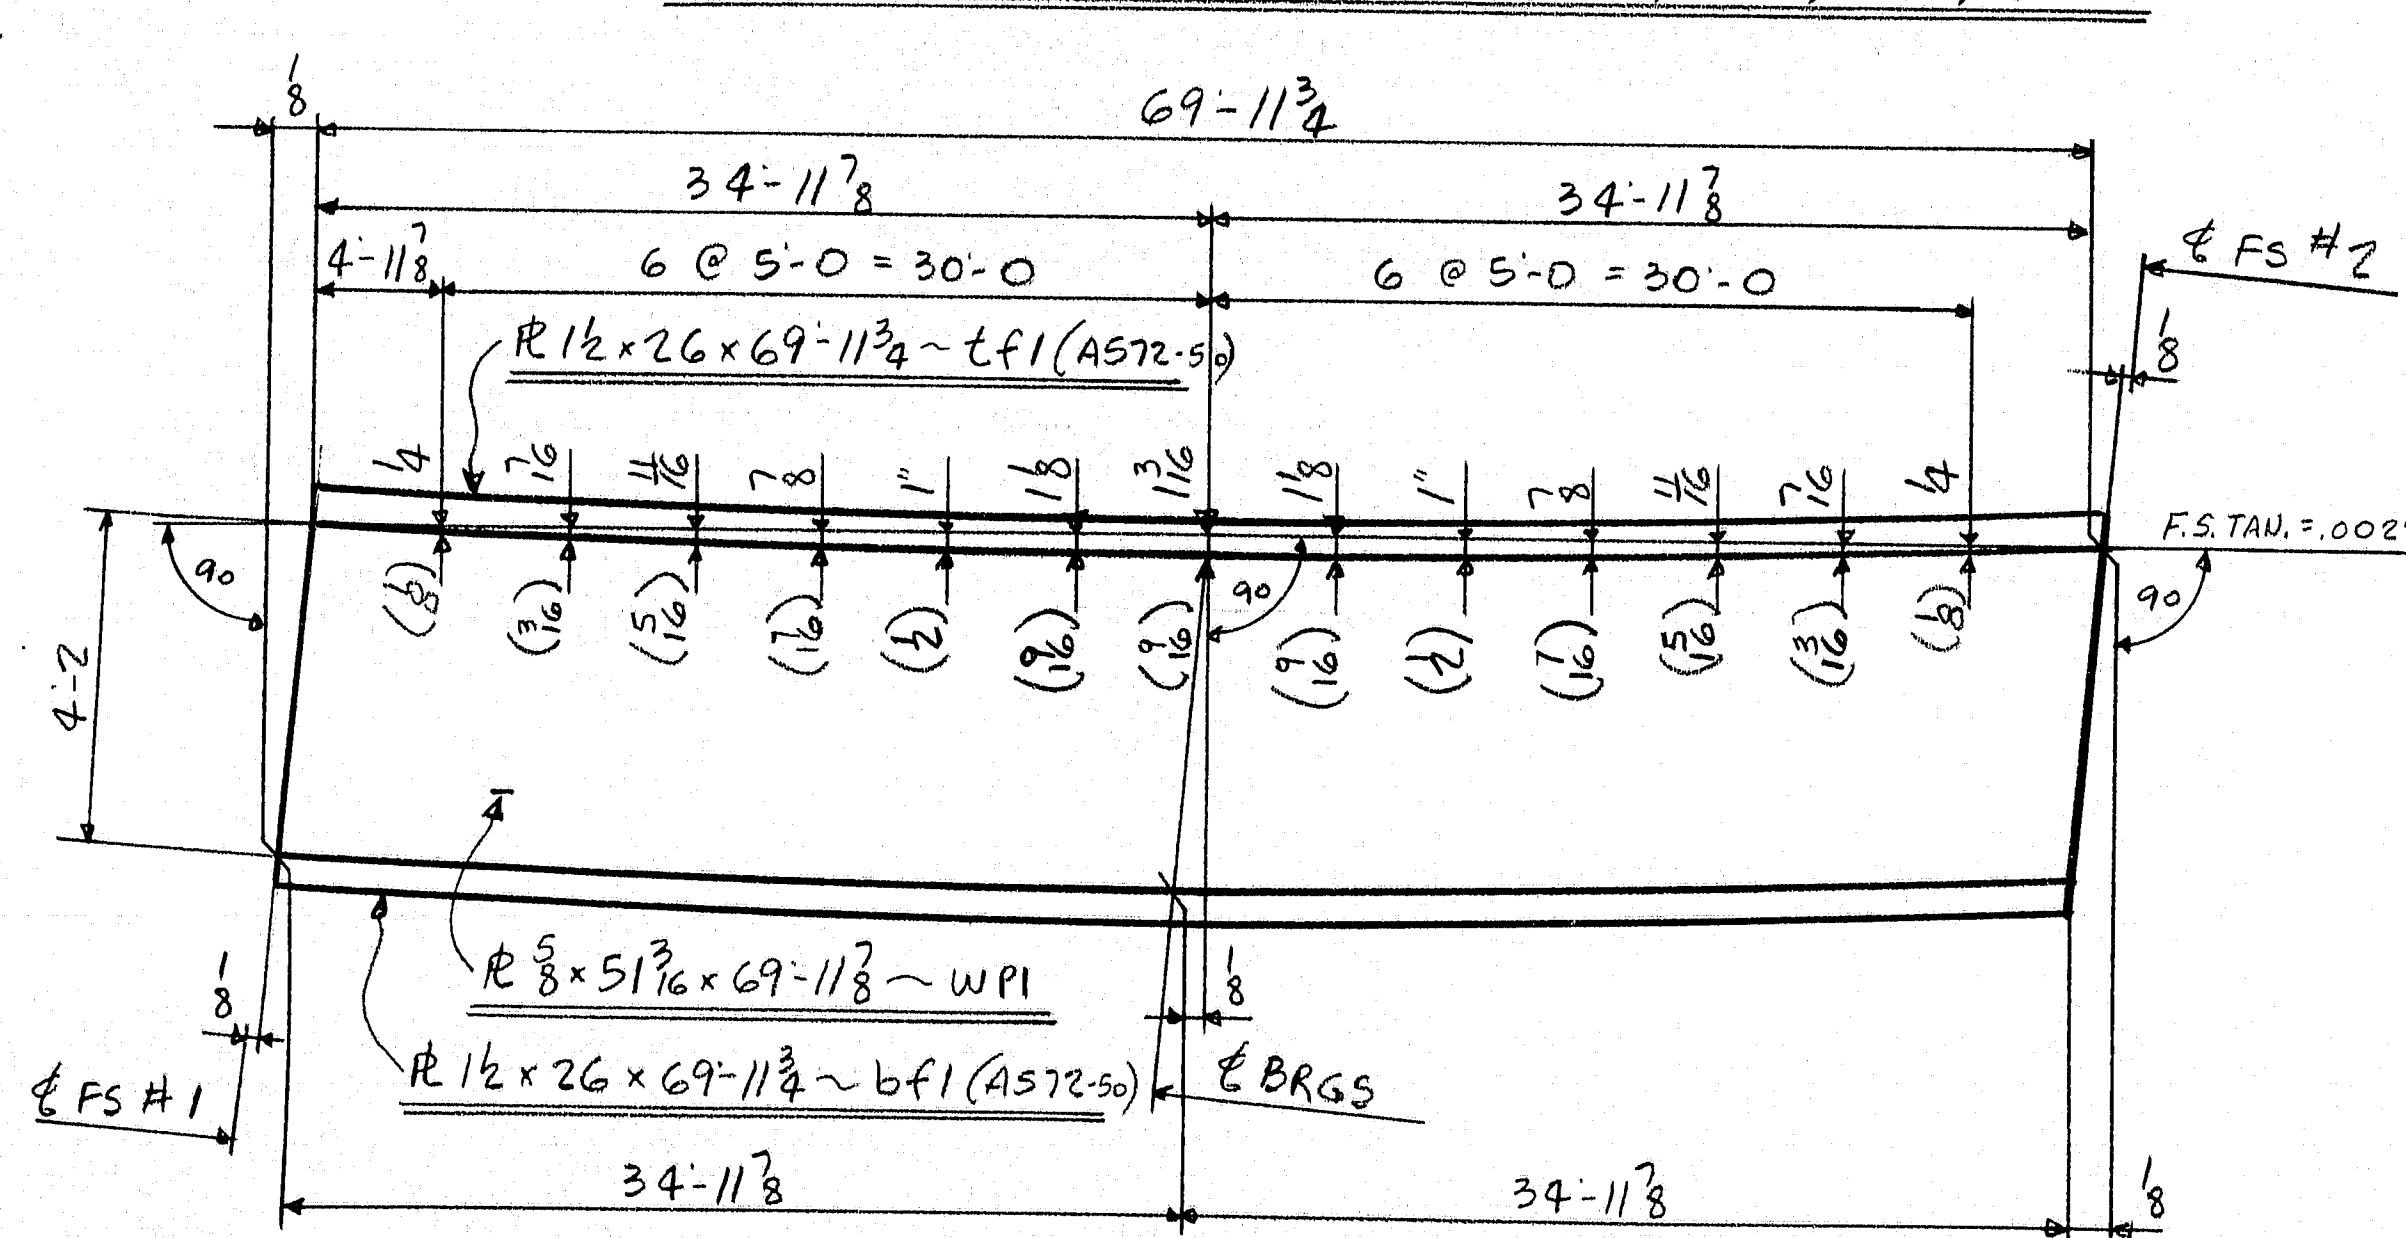 1/8
69'-11 3/4
34'-11 7/8
34'-11 7/8
4'-11 7/8
6 @ 5'-0 = 30'-0
6 @ 5'-0 = 30'-0
℄ FS #2
1/8
PL 1 1/2 x 26 x 69'-11 3/4 ~ tf1 (A572-50)
1/4 7/16 11/16 7/8 1" 1 1/8 1 3/16 1 1/8 1" 7/8 11/16 7/16 1/4
F.S. TAN. = .002
90
90
90
(1/8) (3/16) (5/16) (7/16) (1/2) (9/16) (9/16) (9/16) (1/2) (7/16) (5/16) (3/16) (1/8)
4-2
PL 5/8 x 51 3/16 x 69'-11 7/8 ~ WP1
1/8
1/8
PL 1 1/2 x 26 x 69'-11 3/4 ~ bf1 (A572-50)
℄ BRGS
℄ FS #1
34'-11 7/8
34'-11 7/8
1/8